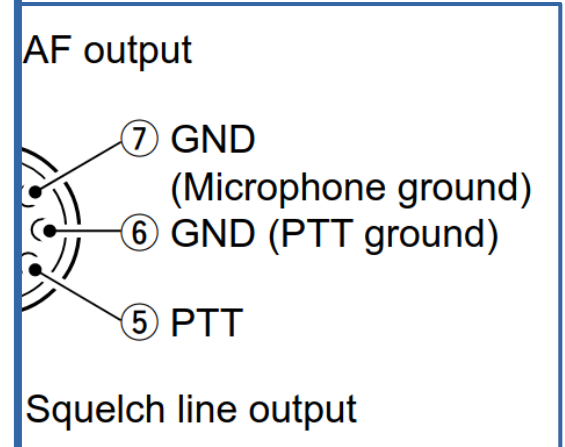 AF output
⑦ GND
(Microphone ground)
⑥ GND (PTT ground)
⑤ PTT
Squelch line output